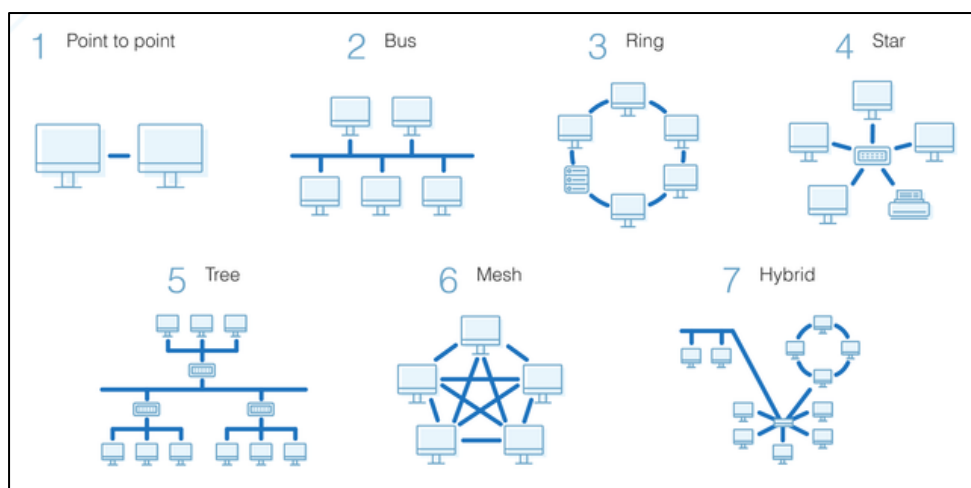 1 Point to point
2 Bus
3 Ring
4 Star
5 Tree
6 Mesh
7 Hybrid